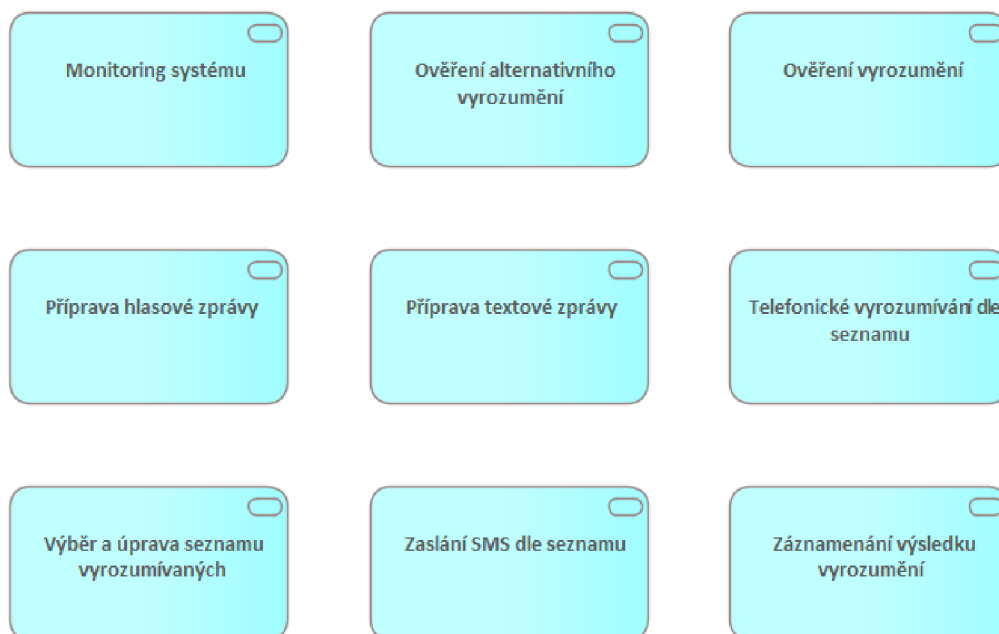 Monitoring systému
Ověření alternativního
vyrozumění
Ověření vyrozumění
Příprava hlasové zprávy
Příprava textové zprávy
Telefonické vyrozumívání dle
seznamu
Výběr a úprava seznamu
vyrozumívaných
Zaslání SMS dle seznamu
Záznamenání výsledku
vyrozumění